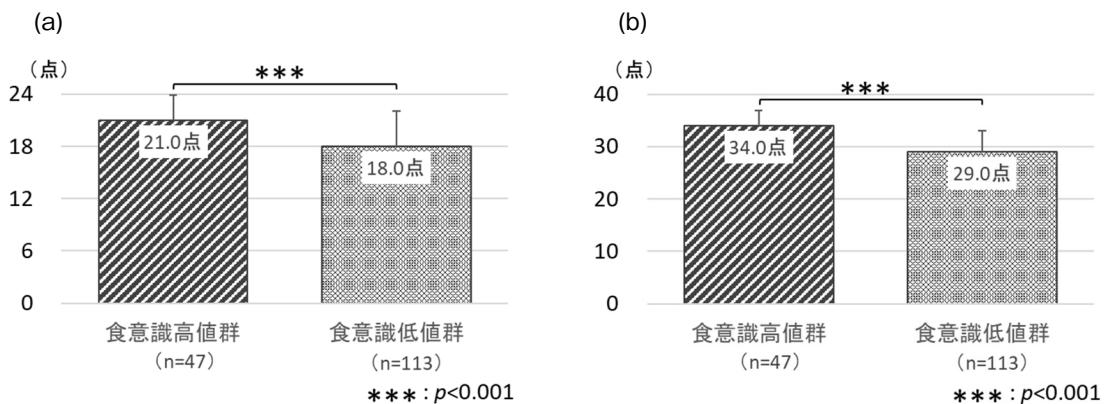 (a)
（点）
***
24
18
12
6
0
21.0点
18.0点
食意識高値群
（n=47）
食意識低値群
（n=113）
*** : p<0.001
(b)
（点）
***
40
30
20
10
0
34.0点
29.0点
食意識高値群
（n=47）
食意識低値群
（n=113）
*** : p<0.001